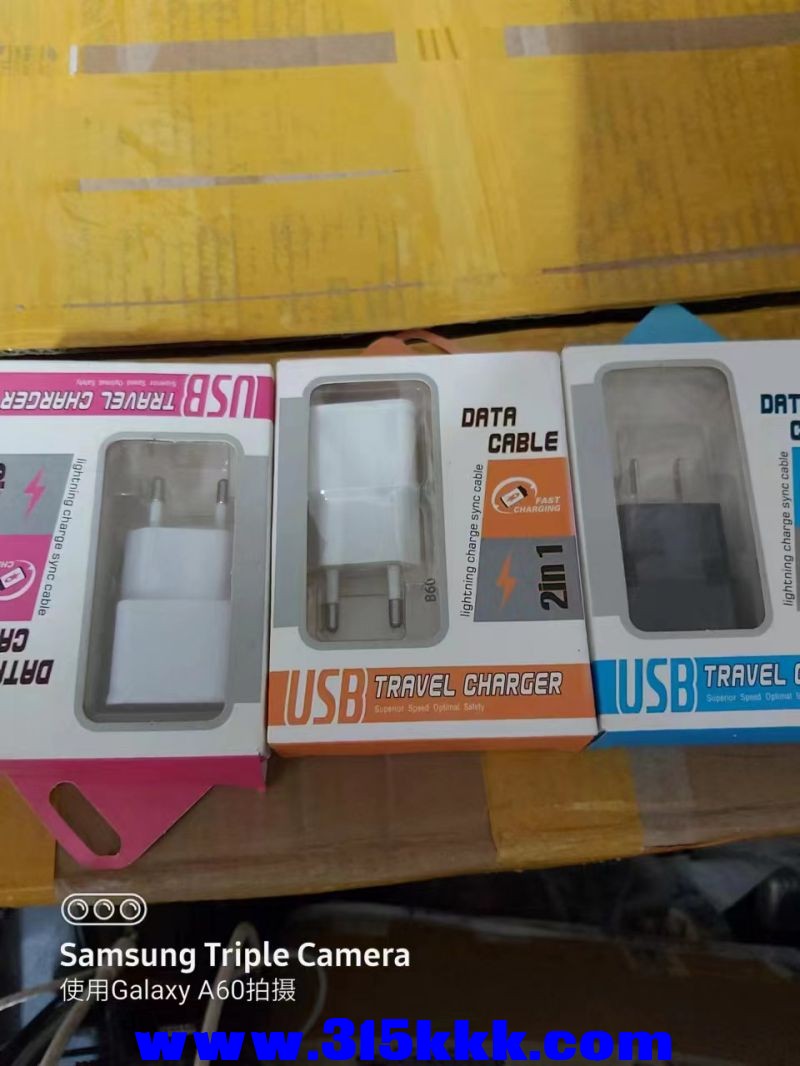 USB TRAVEL CHARGER
Superior Speed Optimal Safety
lightning charge sync cable
DATA
DATA
CABLE
FAST
CHARGING
lightning charge sync cable
2in1
B60
USB TRAVEL CHARGER
Superior Speed Optimal Safety
lightning charge sync cable
USB TRAVEL C
Superior Speed Optimal Safety
Samsung Triple Camera
使用Galaxy A60拍摄
www.315kkk.com